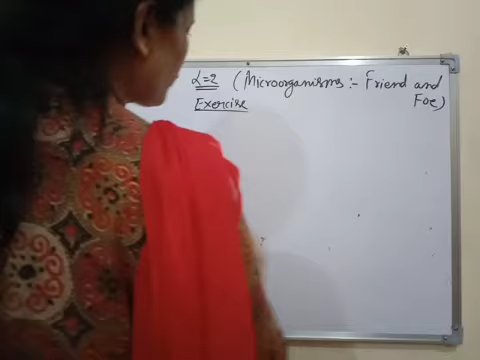 L=2 (Microorganisms :- Friend and
Exercise Foe)